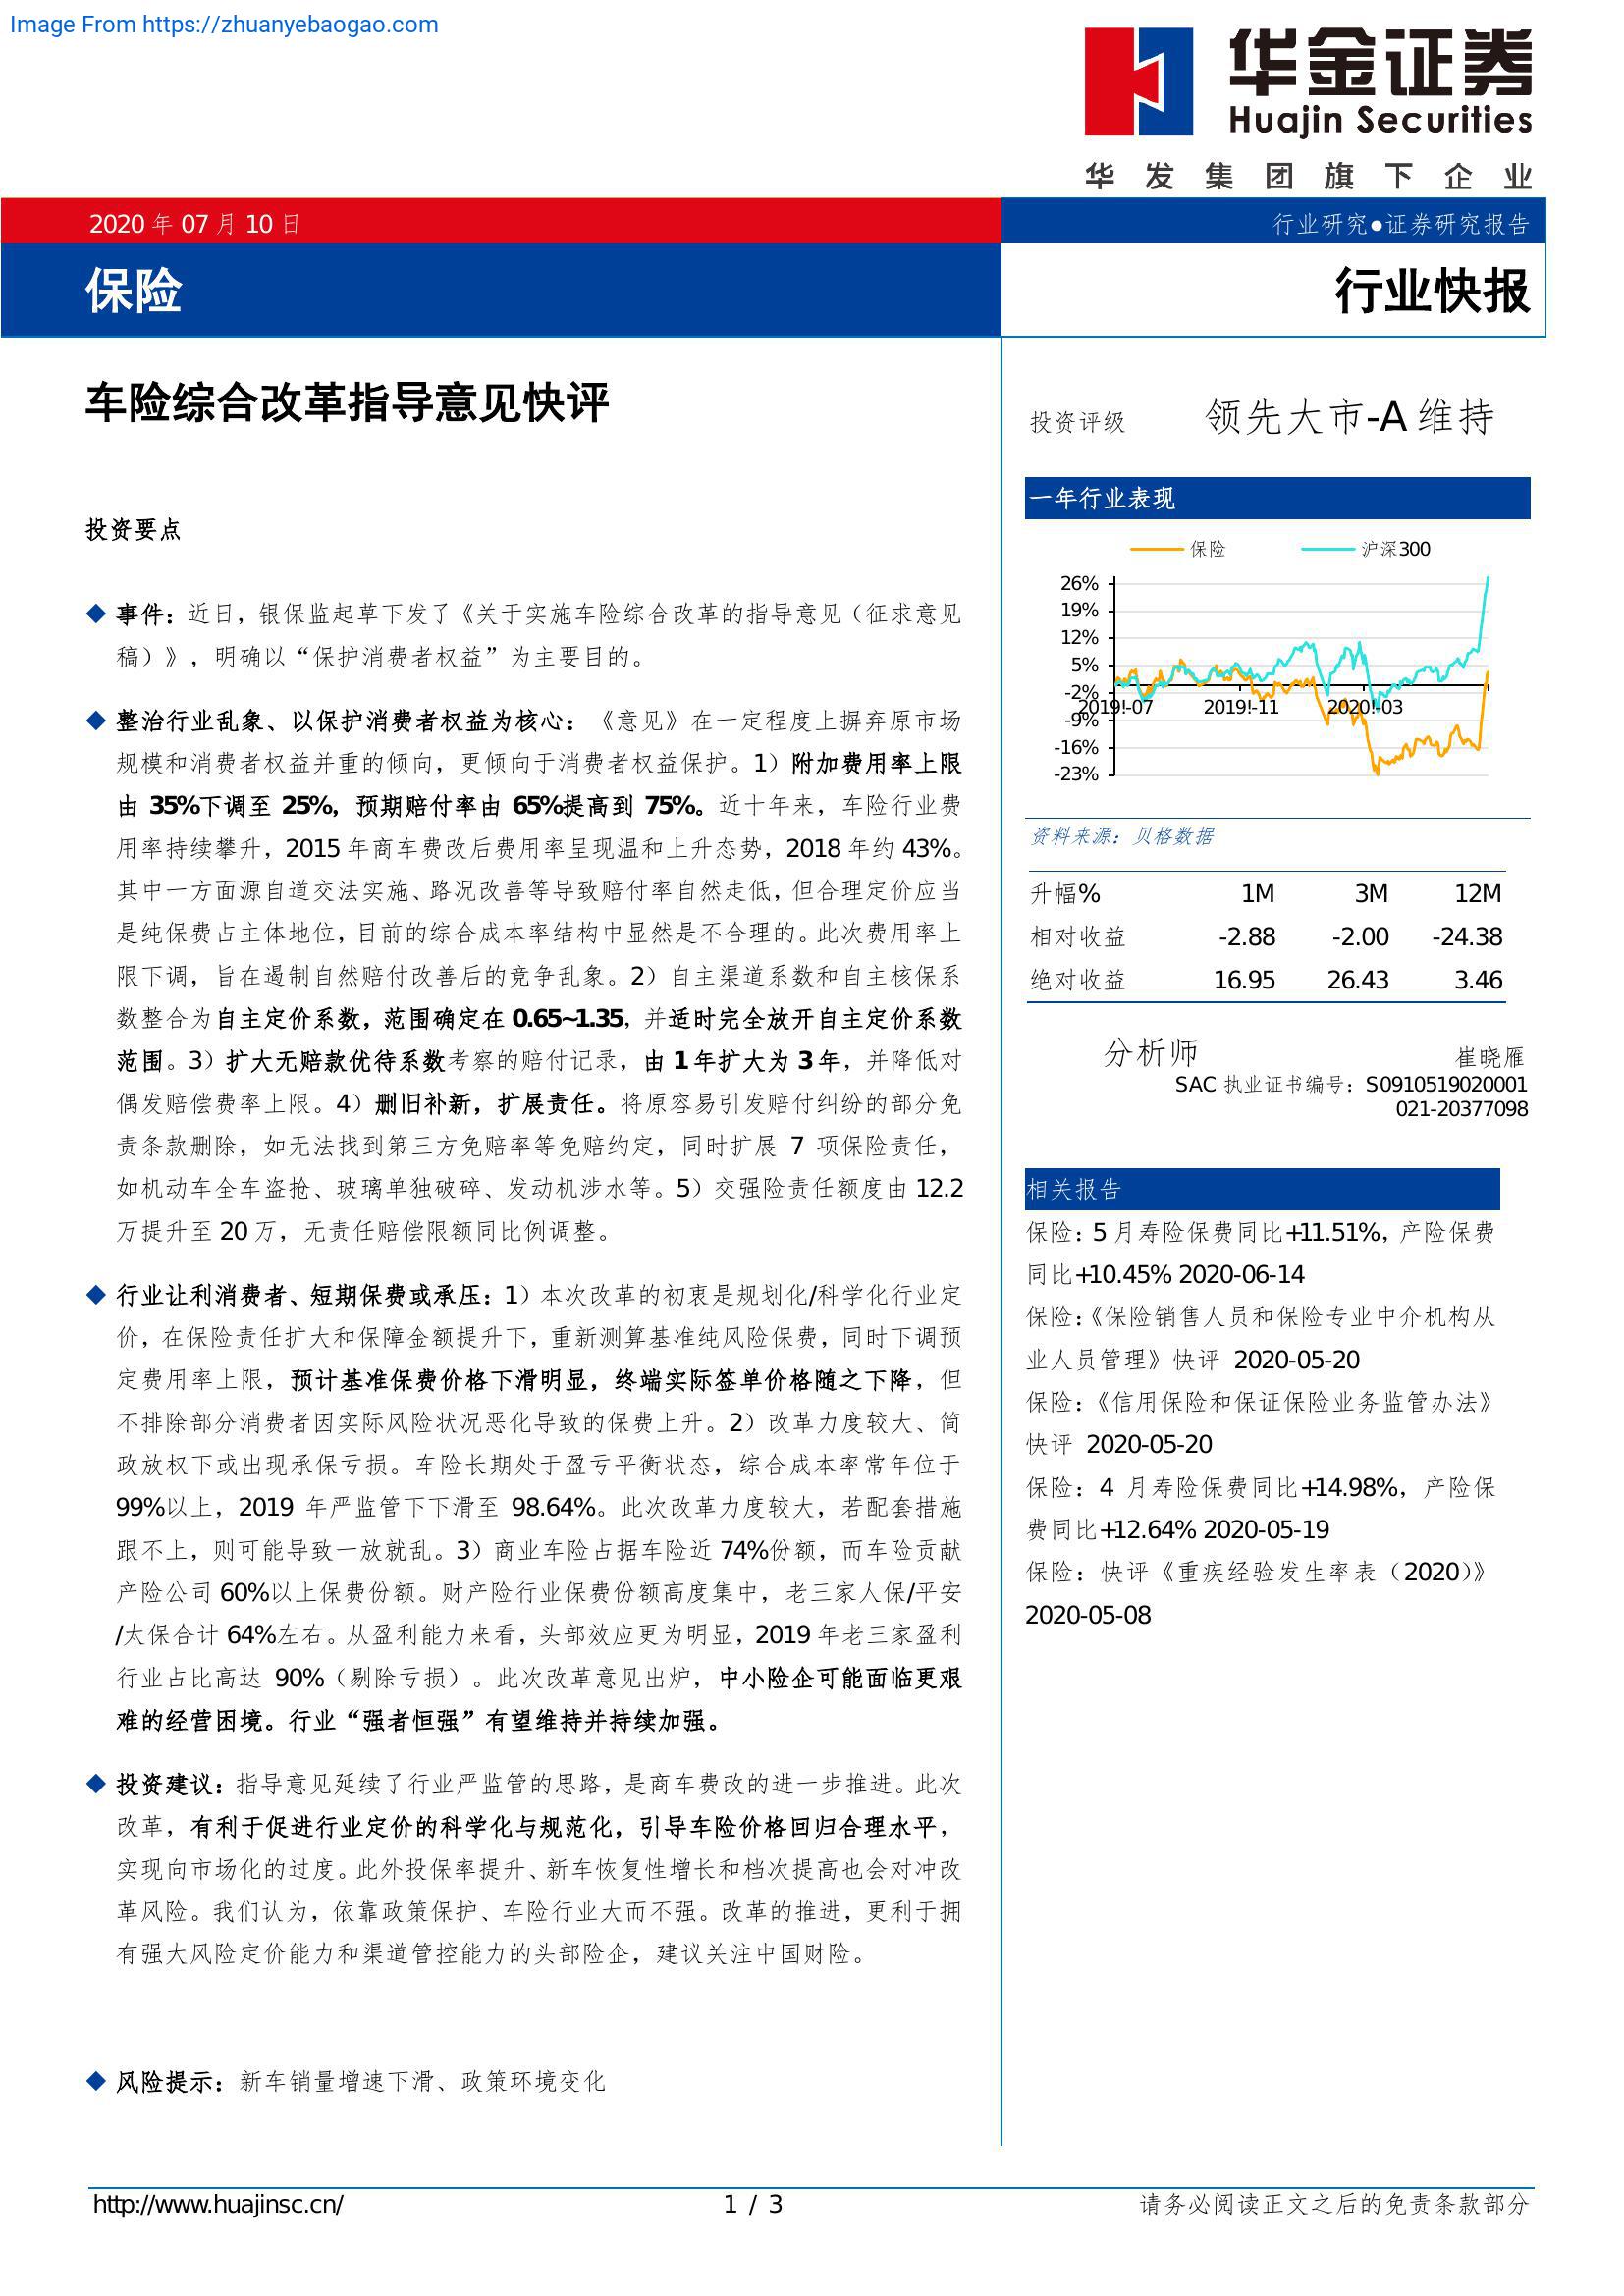 Image From https://zhuanyebaogao.com
华金证券
Huajin Securities
华发集团旗下企业
2020 年 07 月 10 日
行业研究●证券研究报告
保险
行业快报
车险综合改革指导意见快评
投资要点
事件：近日，银保监起草下发了《关于实施车险综合改革的指导意见（征求意见
稿）》，明确以“保护消费者权益”为主要目的。
整治行业乱象、以保护消费者权益为核心：《意见》在一定程度上摒弃原市场
规模和消费者权益并重的倾向，更倾向于消费者权益保护。1）附加费用率上限
由 35%下调至 25%，预期赔付率由 65%提高到 75%。近十年来，车险行业费
用率持续攀升，2015 年商车费改后费用率呈现温和上升态势，2018 年约 43%。
其中一方面源自道交法实施、路况改善等导致赔付率自然走低，但合理定价应当
是纯保费占主体地位，目前的综合成本率结构中显然是不合理的。此次费用率上
限下调，旨在遏制自然赔付改善后的竞争乱象。2）自主渠道系数和自主核保系
数整合为自主定价系数，范围确定在 0.65~1.35，并适时完全放开自主定价系数
范围。3）扩大无赔款优待系数考察的赔付记录，由 1 年扩大为 3 年，并降低对
偶发赔偿费率上限。4）删旧补新，扩展责任。将原容易引发赔付纠纷的部分免
责条款删除，如无法找到第三方免赔率等免赔约定，同时扩展 7 项保险责任，
如机动车全车盗抢、玻璃单独破碎、发动机涉水等。5）交强险责任额度由 12.2
万提升至 20 万，无责任赔偿限额同比例调整。
行业让利消费者、短期保费或承压：1）本次改革的初衷是规划化/科学化行业定
价，在保险责任扩大和保障金额提升下，重新测算基准纯风险保费，同时下调预
定费用率上限，预计基准保费价格下滑明显，终端实际签单价格随之下降，但
不排除部分消费者因实际风险状况恶化导致的保费上升。2）改革力度较大、简
政放权下或出现承保亏损。车险长期处于盈亏平衡状态，综合成本率常年位于
99%以上，2019 年严监管下下滑至 98.64%。此次改革力度较大，若配套措施
跟不上，则可能导致一放就乱。3）商业车险占据车险近 74%份额，而车险贡献
产险公司 60%以上保费份额。财产险行业保费份额高度集中，老三家人保/平安
/太保合计 64%左右。从盈利能力来看，头部效应更为明显，2019 年老三家盈利
行业占比高达 90%（剔除亏损）。此次改革意见出炉，中小险企可能面临更艰
难的经营困境。行业“强者恒强”有望维持并持续加强。
投资建议：指导意见延续了行业严监管的思路，是商车费改的进一步推进。此次
改革，有利于促进行业定价的科学化与规范化，引导车险价格回归合理水平，
实现向市场化的过度。此外投保率提升、新车恢复性增长和档次提高也会对冲改
革风险。我们认为，依靠政策保护、车险行业大而不强。改革的推进，更利于拥
有强大风险定价能力和渠道管控能力的头部险企，建议关注中国财险。
风险提示：新车销量增速下滑、政策环境变化
投资评级 领先大市-A 维持
一年行业表现
保险 沪深300
26%
19%
12%
5%
-2%
-9%
-16%
-23%
2019!-07 2019!-11 2020!-03
资料来源：贝格数据
升幅% 1M 3M 12M
相对收益 -2.88 -2.00 -24.38
绝对收益 16.95 26.43 3.46
分析师 崔晓雁
SAC 执业证书编号：S0910519020001
021-20377098
相关报告
保险：5 月寿险保费同比+11.51%，产险保费
同比+10.45% 2020-06-14
保险：《保险销售人员和保险专业中介机构从
业人员管理》快评 2020-05-20
保险：《信用保险和保证保险业务监管办法》
快评 2020-05-20
保险：4 月寿险保费同比+14.98%，产险保
费同比+12.64% 2020-05-19
保险：快评《重疾经验发生率表（2020）》
2020-05-08
http://www.huajinsc.cn/
1 / 3
请务必阅读正文之后的免责条款部分